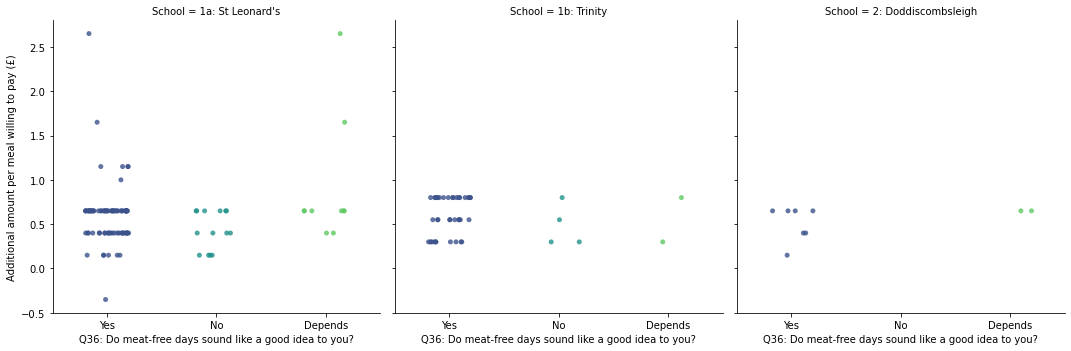 School = 1a: St Leonard's
School = 1b: Trinity
School = 2: Doddiscombsleigh
Additional amount per meal willing to pay (£)
2.5
2.0
1.5
1.0
0.5
0.0
−0.5
Yes
No
Depends
Yes
No
Depends
Yes
No
Depends
Q36: Do meat-free days sound like a good idea to you?
Q36: Do meat-free days sound like a good idea to you?
Q36: Do meat-free days sound like a good idea to you?